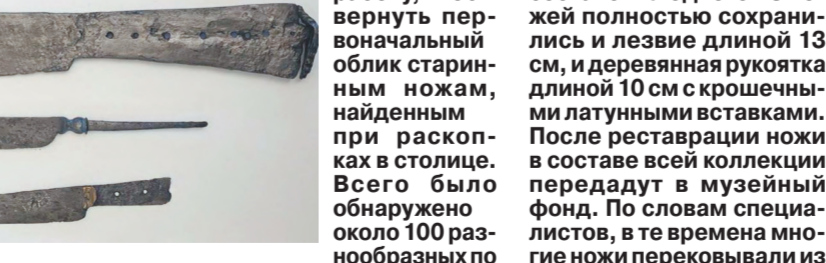 вернуть пер-
воначальный
облик старин-
ным ножам,
найденным
при раскоп-
ках в столице.
Всего было
обнаружено
около 100 раз-
нообразных по
жей полностью сохрани-
лись и лезвие длиной 13
см, и деревянная рукоятка
длиной 10 см с крошечны-
ми латунными вставками.
После реставрации ножи
в составе всей коллекции
передадут в музейный
фонд. По словам специа-
листов, в те времена мно-
гие ножи перековывали из